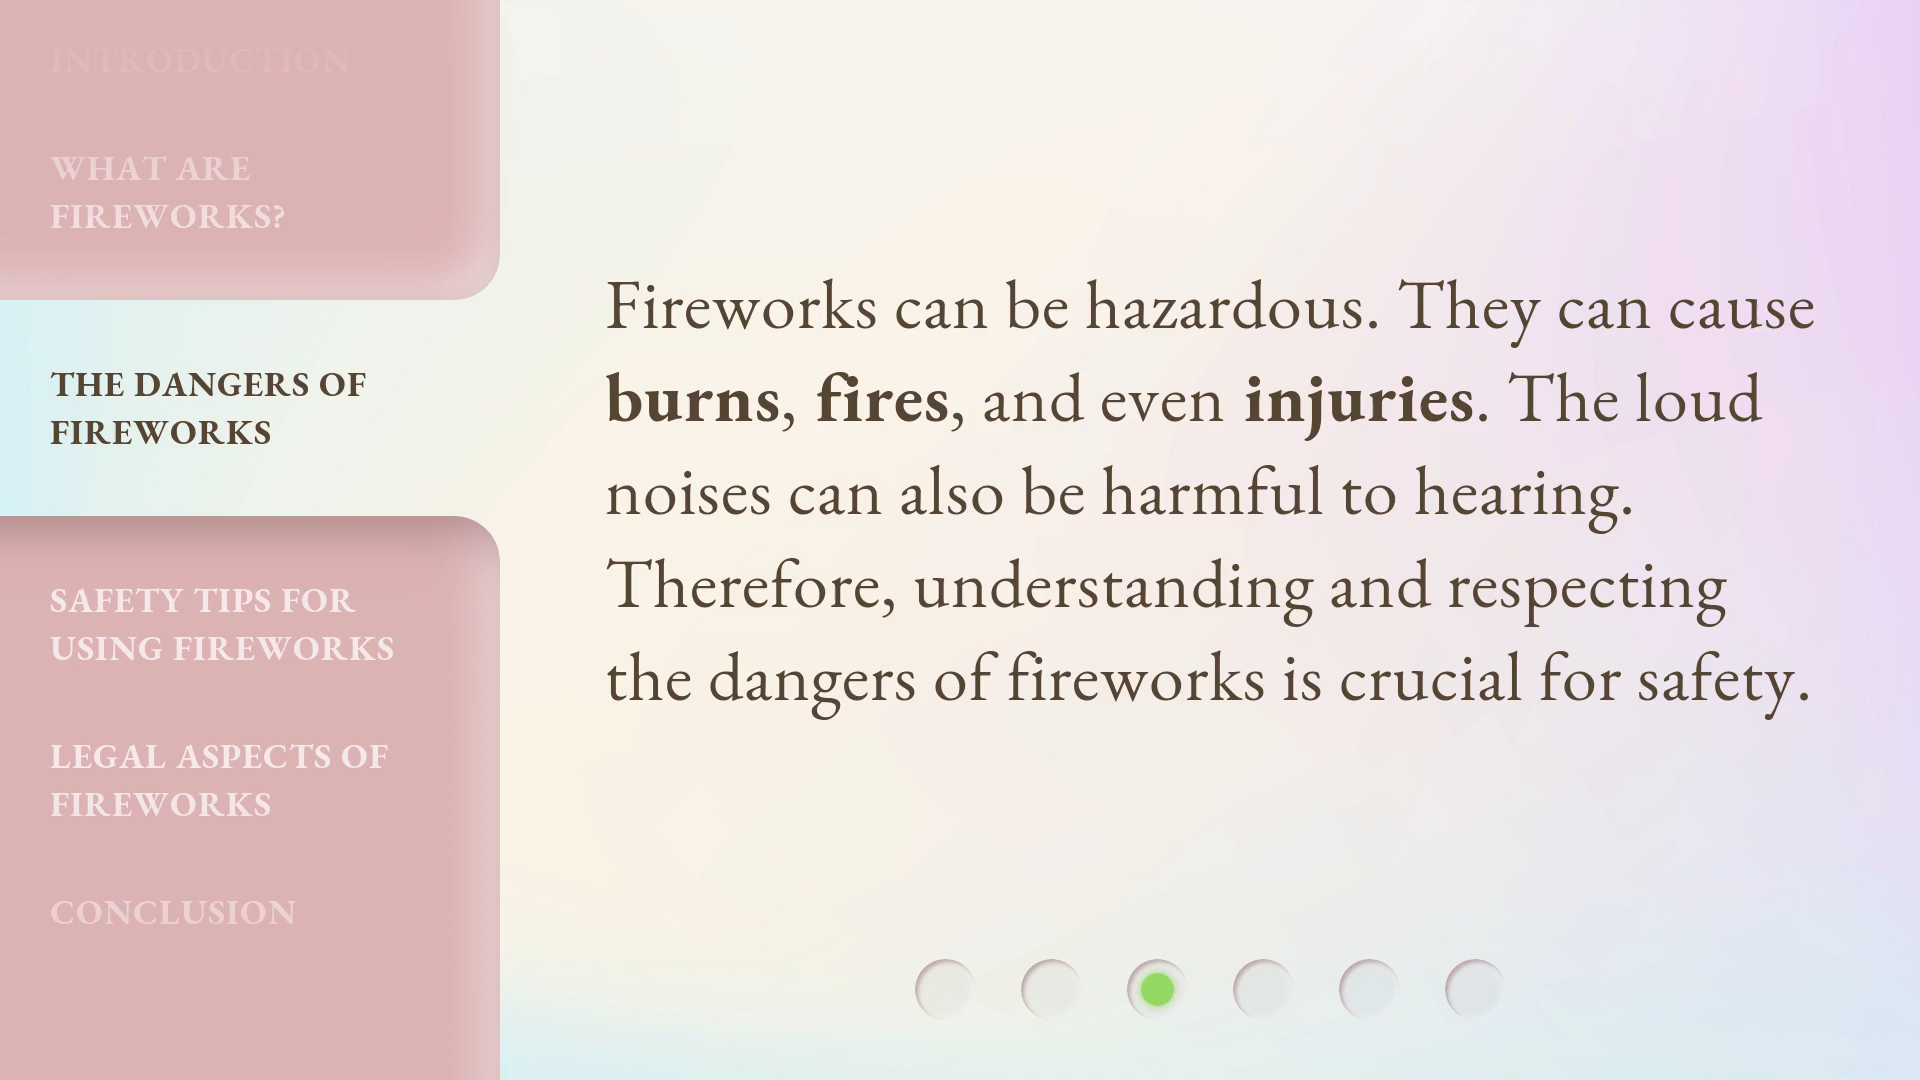 INTRODUCTION
WHAT ARE
FIREWORKS?
THE DANGERS OF
FIREWORKS
SAFETY TIPS FOR
USING FIREWORKS
LEGAL ASPECTS OF
FIREWORKS
CONCLUSION
Fireworks can be hazardous. They can cause
burns, fires, and even injuries. The loud
noises can also be harmful to hearing.
Therefore, understanding and respecting
the dangers of fireworks is crucial for safety.